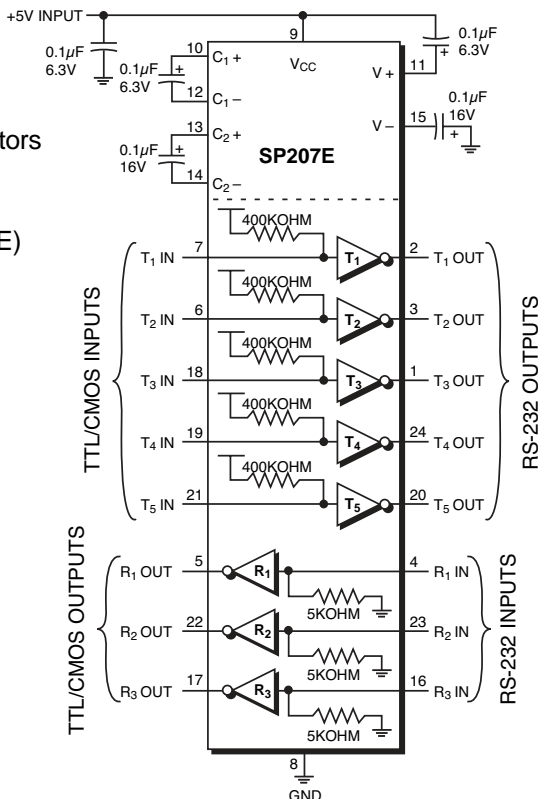 +5V INPUT
0.1µF
6.3V
9
VCC
0.1µF
6.3V
10
C1 +
0.1µF
6.3V
12
C1 –
11
V +
0.1µF
16V
15
V –
13
C2 +
0.1µF
16V
14
C2 –
SP207E
tors
E)
400KOHM
T1 IN
7
T1
2
T1 OUT
400KOHM
T2 IN
6
T2
3
T2 OUT
400KOHM
T3 IN
18
T3
1
T3 OUT
400KOHM
T4 IN
19
T4
24
T4 OUT
400KOHM
T5 IN
21
T5
20
T5 OUT
TTL/CMOS INPUTS
RS-232 OUTPUTS
R1 OUT
5
R1
4
R1 IN
5KOHM
R2 OUT
22
R2
23
R2 IN
5KOHM
R3 OUT
17
R3
16
R3 IN
5KOHM
TTL/CMOS OUTPUTS
RS-232 INPUTS
8
GND